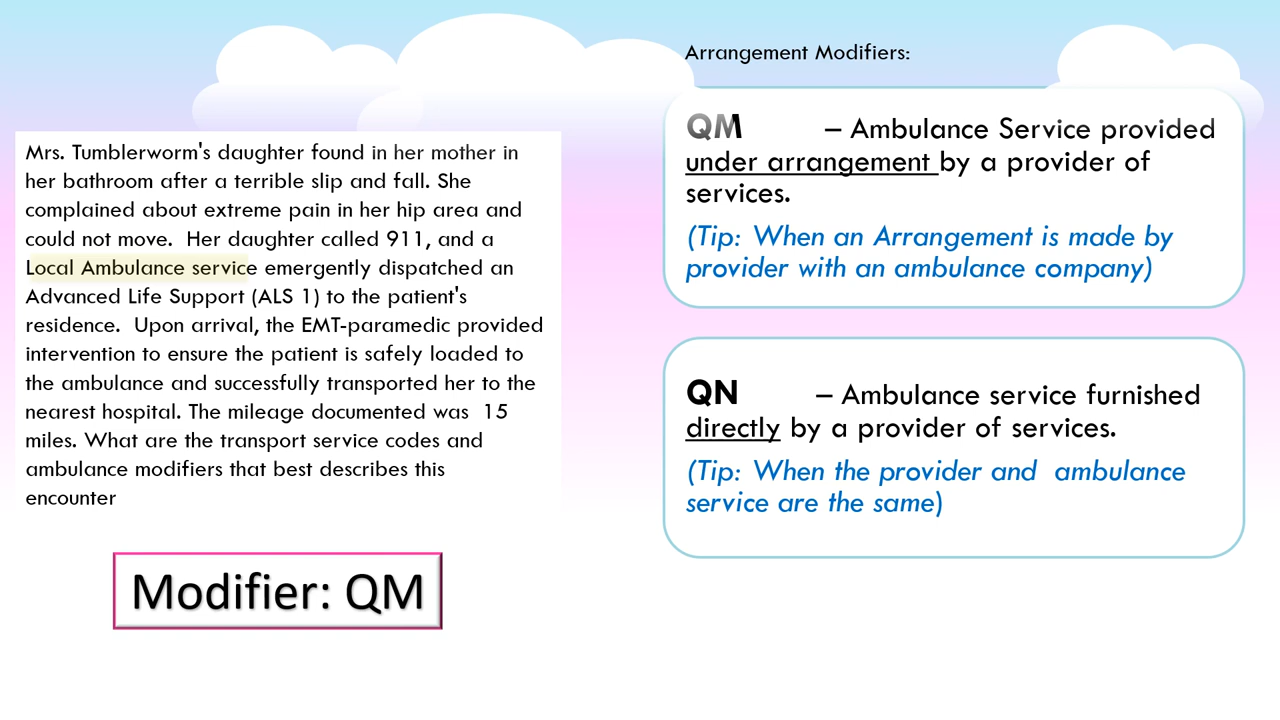 Arrangement Modifiers:
Mrs. Tumblerworm's daughter found in her mother in
her bathroom after a terrible slip and fall. She
complained about extreme pain in her hip area and
could not move.  Her daughter called 911, and a
Local Ambulance service emergently dispatched an
Advanced Life Support (ALS 1) to the patient's
residence.  Upon arrival, the EMT-paramedic provided
intervention to ensure the patient is safely loaded to
the ambulance and successfully transported her to the
nearest hospital. The mileage documented was  15
miles. What are the transport service codes and
ambulance modifiers that best describes this
encounter
Modifier: QM
QM – Ambulance Service provided
under arrangement by a provider of
services.
(Tip:  When an Arrangement is made by
provider with an ambulance company)
QN – Ambulance service furnished
directly by a provider of services.
(Tip:  When the provider and  ambulance
service are the same)